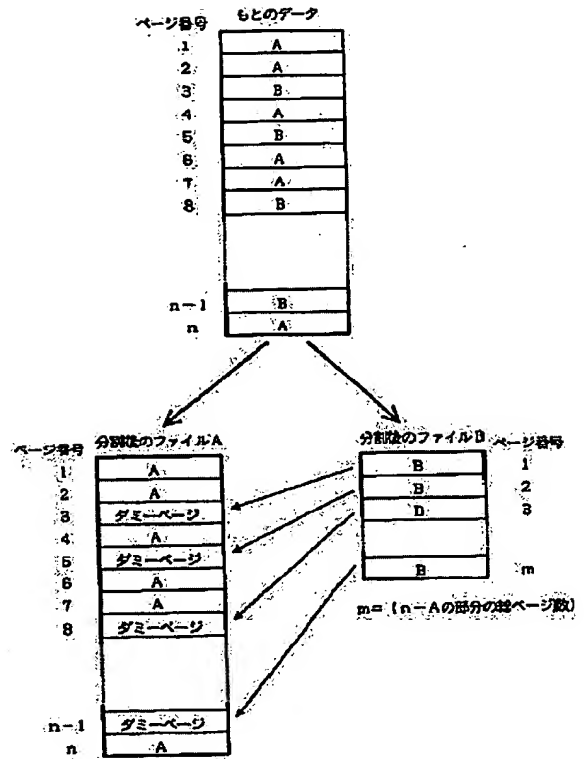 もとのデータ
ページ番号
1 A
2 A
3 B
4 A
5 B
6 A
7 A
8 B
n-1 B
n A
分割後のファイルA
ページ番号
1 A
2 A
3 ダミーページ
4 A
5 ダミーページ
6 A
7 A
8 ダミーページ
n-1 ダミーページ
n A
分割後のファイルB
ページ番号
B 1
B 2
D 3
B m
m=(n-Aの部分の総ページ数)